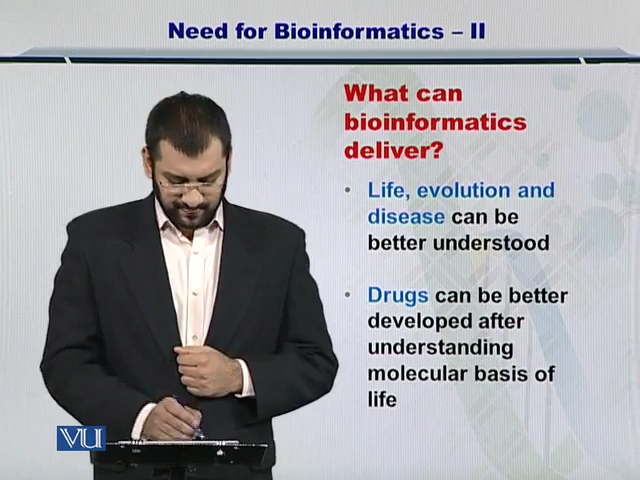 Need for Bioinformatics – II
What can
bioinformatics
deliver?
• Life, evolution and
disease can be
better understood
• Drugs can be better
developed after
understanding
molecular basis of
life
VU